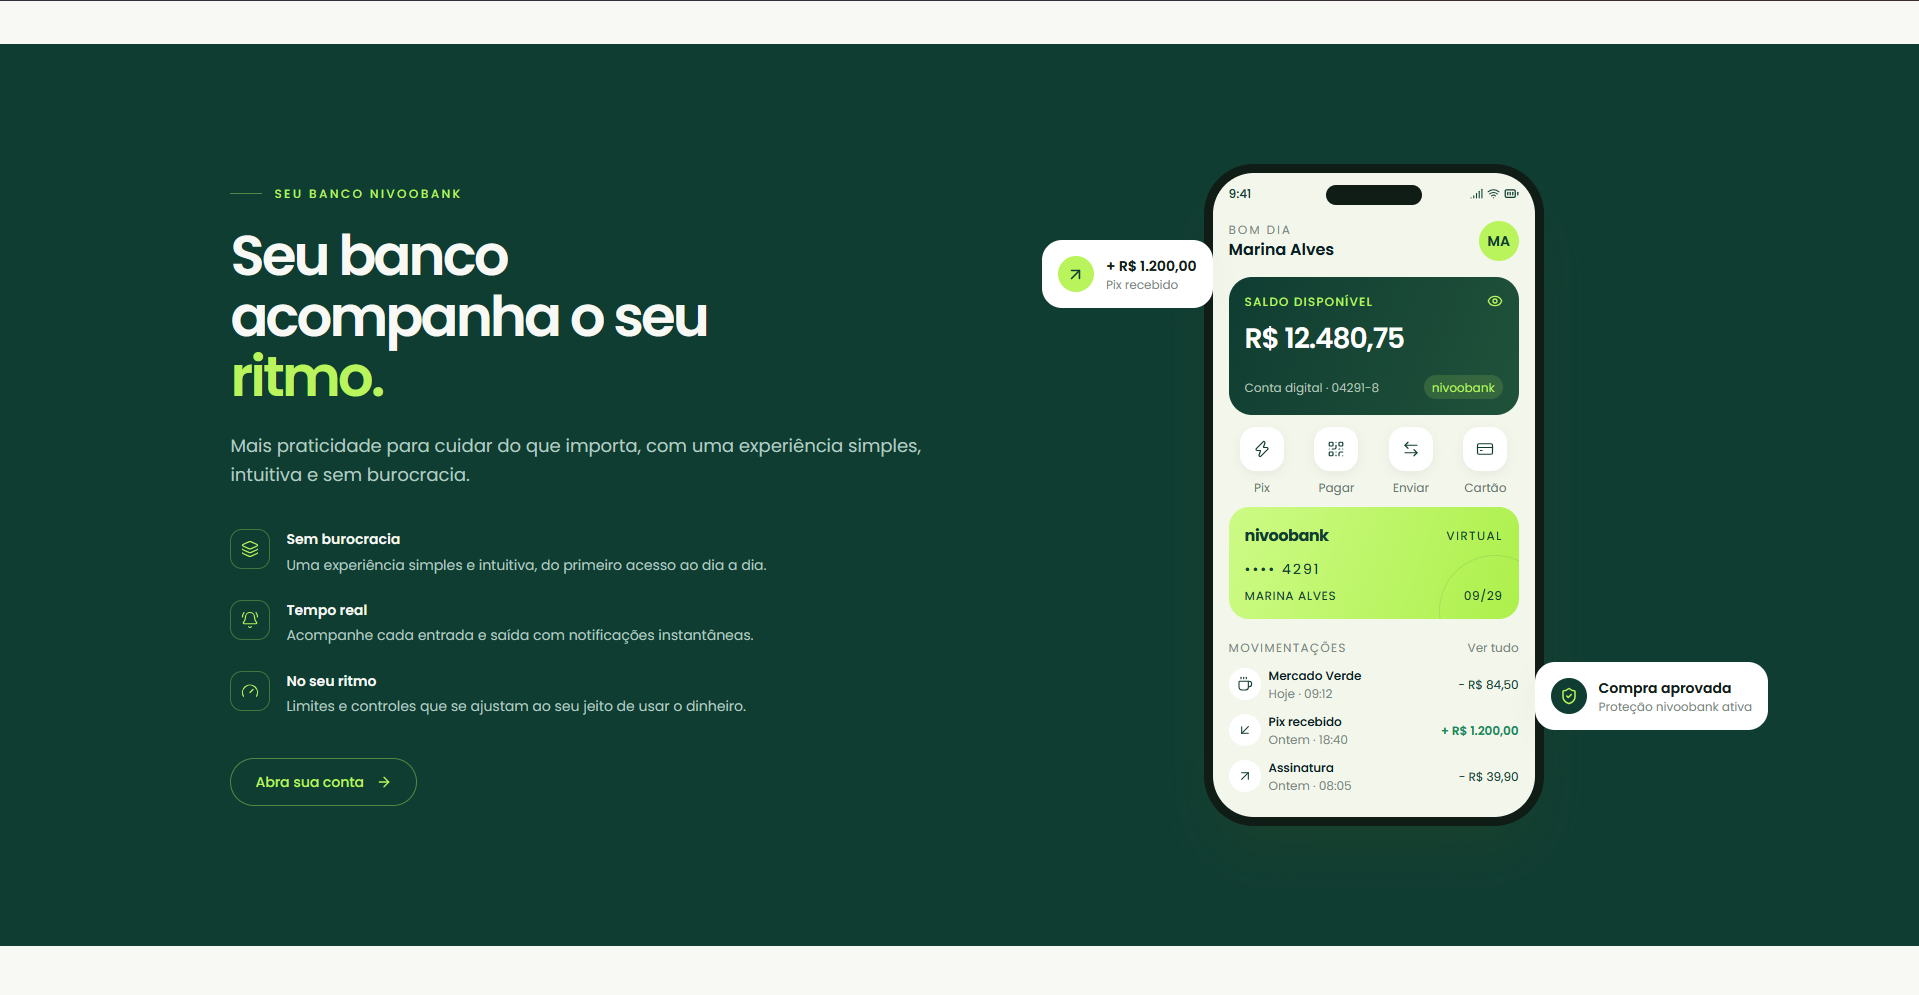 SEU BANCO NIVOOBANK
Seu banco
acompanha o seu
ritmo.
Mais praticidade para cuidar do que importa, com uma experiência simples,
intuitiva e sem burocracia.
Sem burocracia
Uma experiência simples e intuitiva, do primeiro acesso ao dia a dia.
Tempo real
Acompanhe cada entrada e saída com notificações instantâneas.
No seu ritmo
Limites e controles que se ajustam ao seu jeito de usar o dinheiro.
Abra sua conta
+ R$ 1.200,00
Pix recebido
9:41
BOM DIA
Marina Alves
MA
SALDO DISPONÍVEL
R$ 12.480,75
Conta digital · 04291-8
nivoobank
Pix
Pagar
Enviar
Cartão
nivoobank
VIRTUAL
•••• 4291
MARINA ALVES
09/29
MOVIMENTAÇÕES
Ver tudo
Mercado Verde
Hoje · 09:12
- R$ 84,50
Pix recebido
Ontem · 18:40
+ R$ 1.200,00
Assinatura
Ontem · 08:05
- R$ 39,90
Compra aprovada
Proteção nivoobank ativa